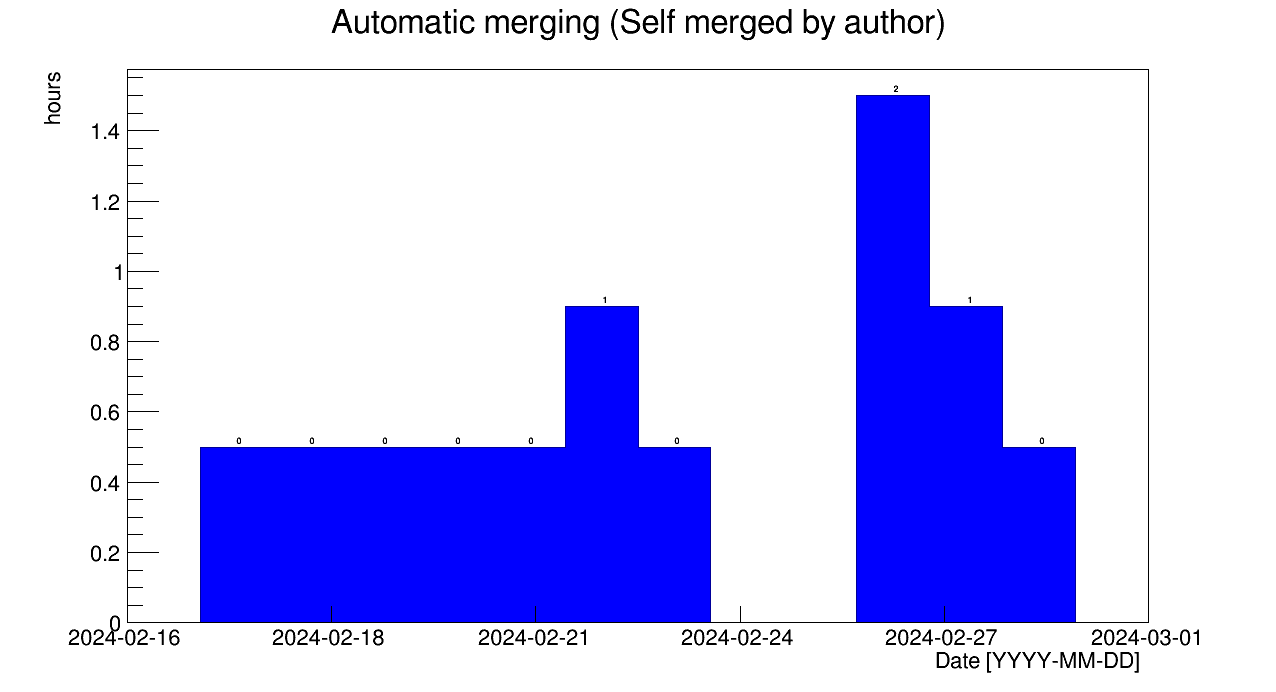 Automatic merging (Self merged by author)
hours
2
1.4
1.2
1
1 1
0.8
0.6
0 0 0 0 0 0 0
0.4
0.2
0
2024-02-16 2024-02-18 2024-02-21 2024-02-24 2024-02-27 2024-03-01
Date [YYYY-MM-DD]